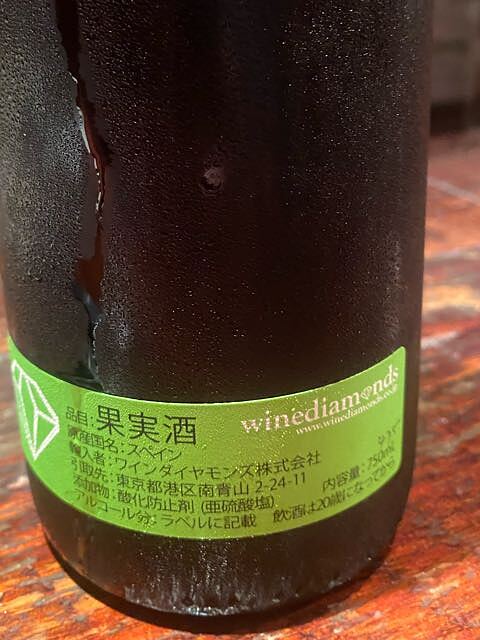 品目:果実酒
winediamonds
www.winediamonds.co.jp
原産国名:スペイン
輸入者:ワインダイヤモンズ株式会社
引取先:東京都港区南青山 2-24-11
内容量:750ml
添加物:酸化防止剤 (亜硫酸塩)
アルコール分:ラベルに記載 飲酒は20歳になってから